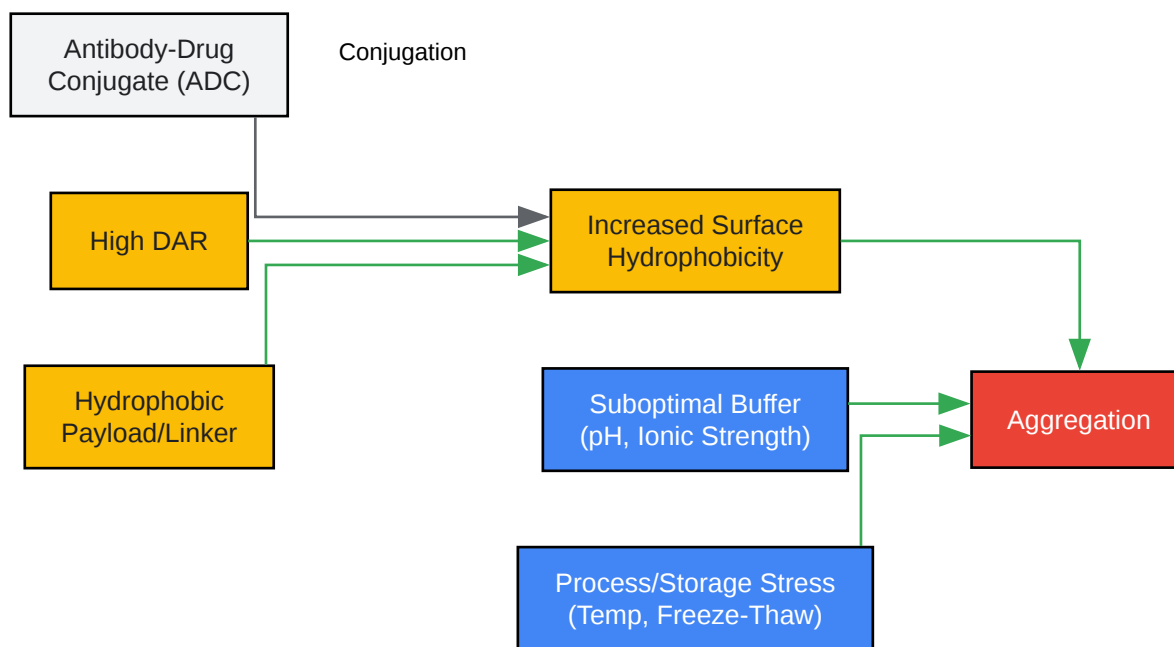 Antibody-Drug
Conjugate (ADC)
Conjugation
High DAR
Increased Surface
Hydrophobicity
Hydrophobic
Payload/Linker
Suboptimal Buffer
(pH, Ionic Strength)
Aggregation
Process/Storage Stress
(Temp, Freeze-Thaw)